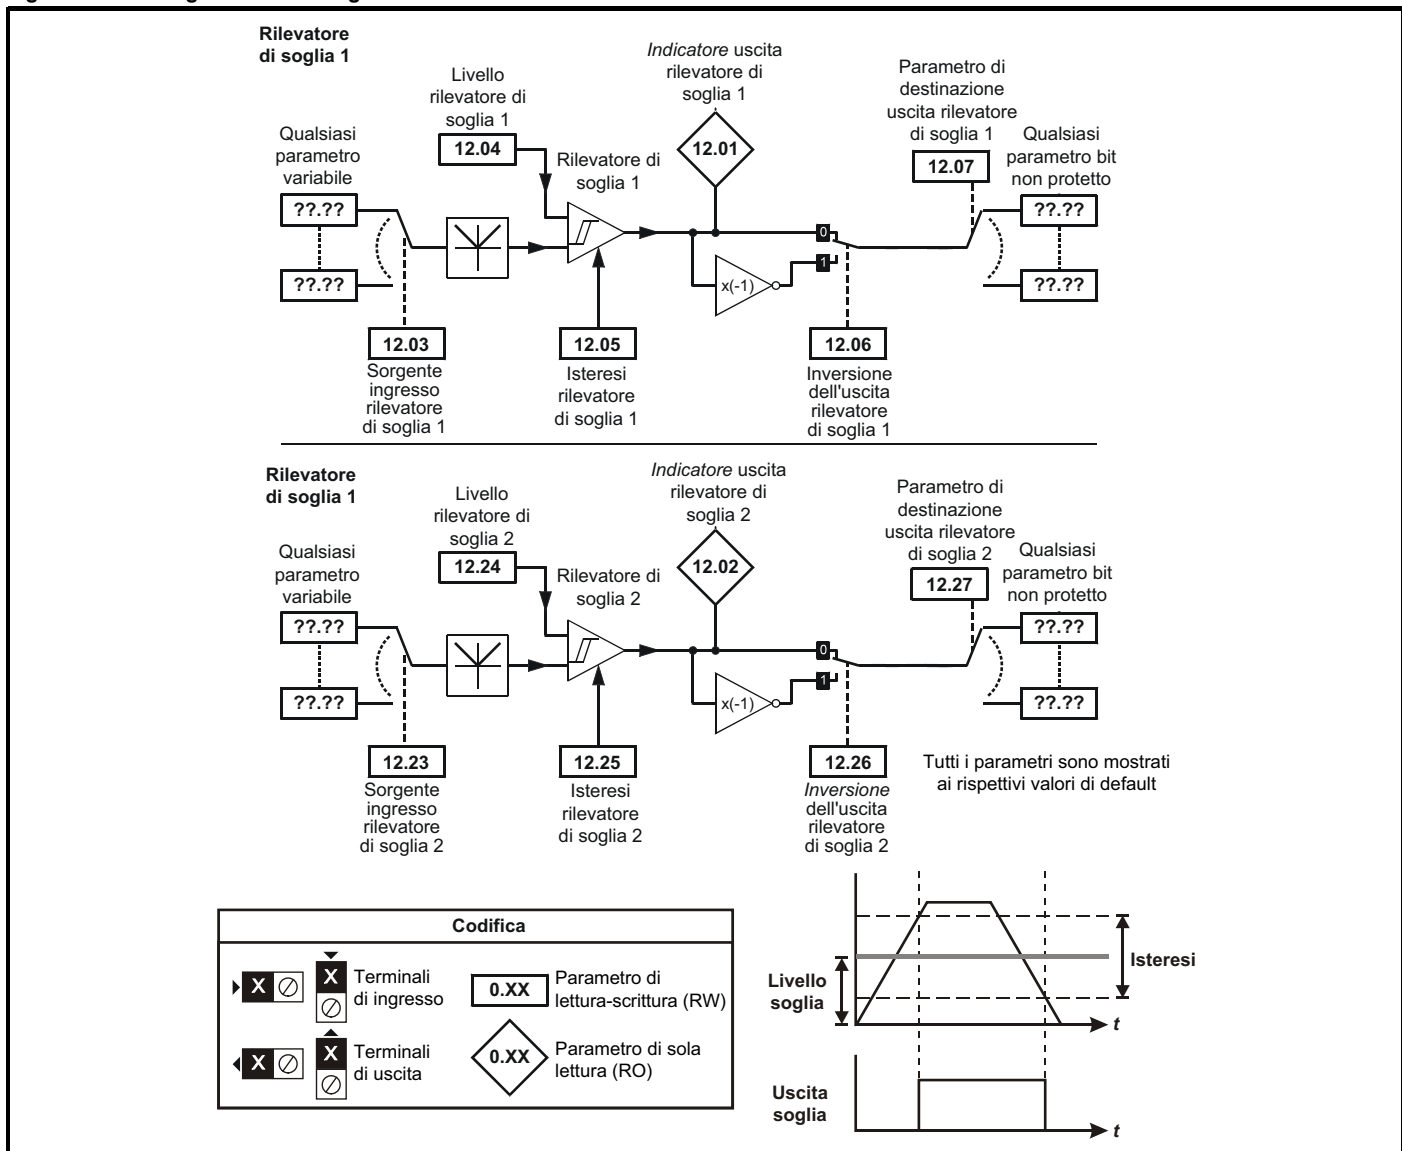 Rilevatore
di soglia 1
Indicatore uscita
rilevatore di
soglia 1
Livello
rilevatore di
soglia 1
Parametro di
destinazione
uscita rilevatore
di soglia 1
Qualsiasi
parametro
variabile
Qualsiasi
parametro bit
non protetto
12.04
Rilevatore di
soglia 1
12.01
12.07
??.??
??.??
0
1
x(-1)
??.??
??.??
12.03
12.05
12.06
Sorgente
ingresso
rilevatore
di soglia 1
Isteresi
rilevatore
di soglia 1
Inversione
dell'uscita
rilevatore
di soglia 1
Rilevatore
di soglia 1
Indicatore uscita
rilevatore di
soglia 2
Livello
rilevatore di
soglia 2
Parametro di
destinazione
uscita rilevatore
di soglia 2
Qualsiasi
parametro
variabile
Qualsiasi
parametro bit
non protetto
12.24
Rilevatore di
soglia 2
12.02
12.27
??.??
??.??
0
1
x(-1)
??.??
??.??
12.23
12.25
12.26
Sorgente
ingresso
rilevatore
di soglia 2
Isteresi
rilevatore
di soglia 2
Inversione
dell'uscita
rilevatore
di soglia 2
Tutti i parametri sono mostrati
ai rispettivi valori di default
Codifica
X
X
Terminali
di ingresso
0.XX
Parametro di
lettura-scrittura (RW)
X
X
Terminali
di uscita
0.XX
Parametro di sola
lettura (RO)
Livello
soglia
Isteresi
t
Uscita
soglia
t